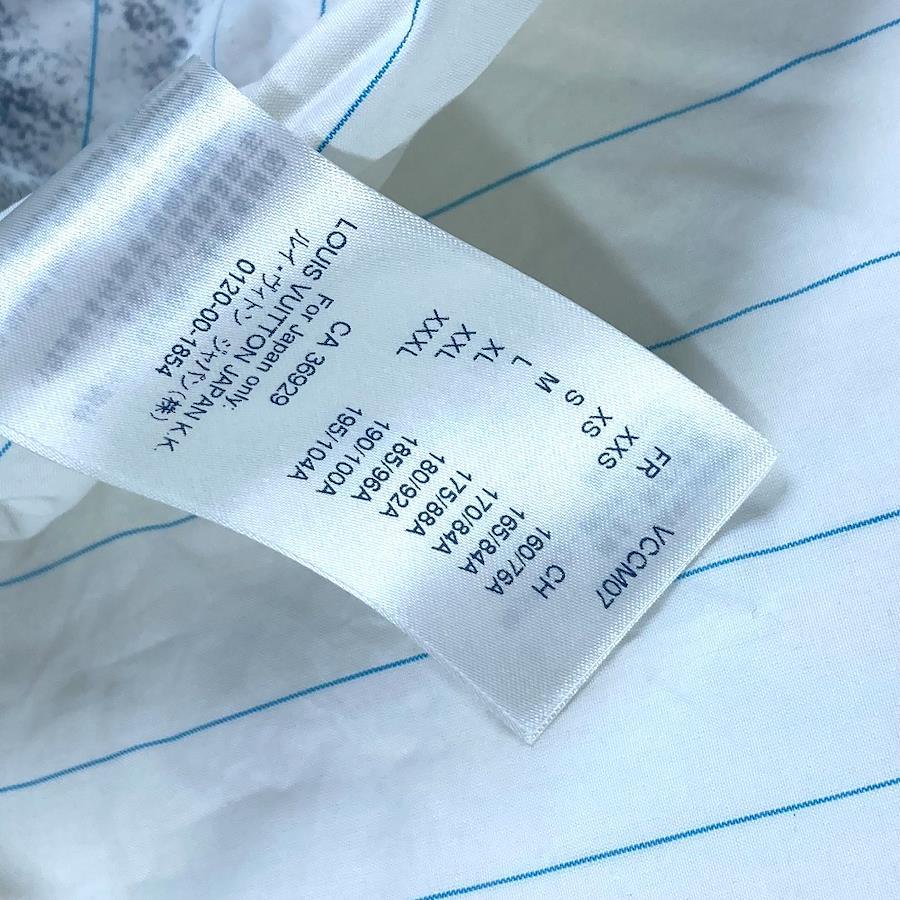 VCCM07
FR CH
XXS 160/76A
XS 165/84A
S 170/84A
M 175/88A
L 180/92A
XL 185/96A
XXL 190/100A
XXXL 195/104A
CA 36929
For Japan only:
LOUIS VUITTON JAPAN K.K.
ルイ・ヴィトン ジャパン(株)
0120-00-1854